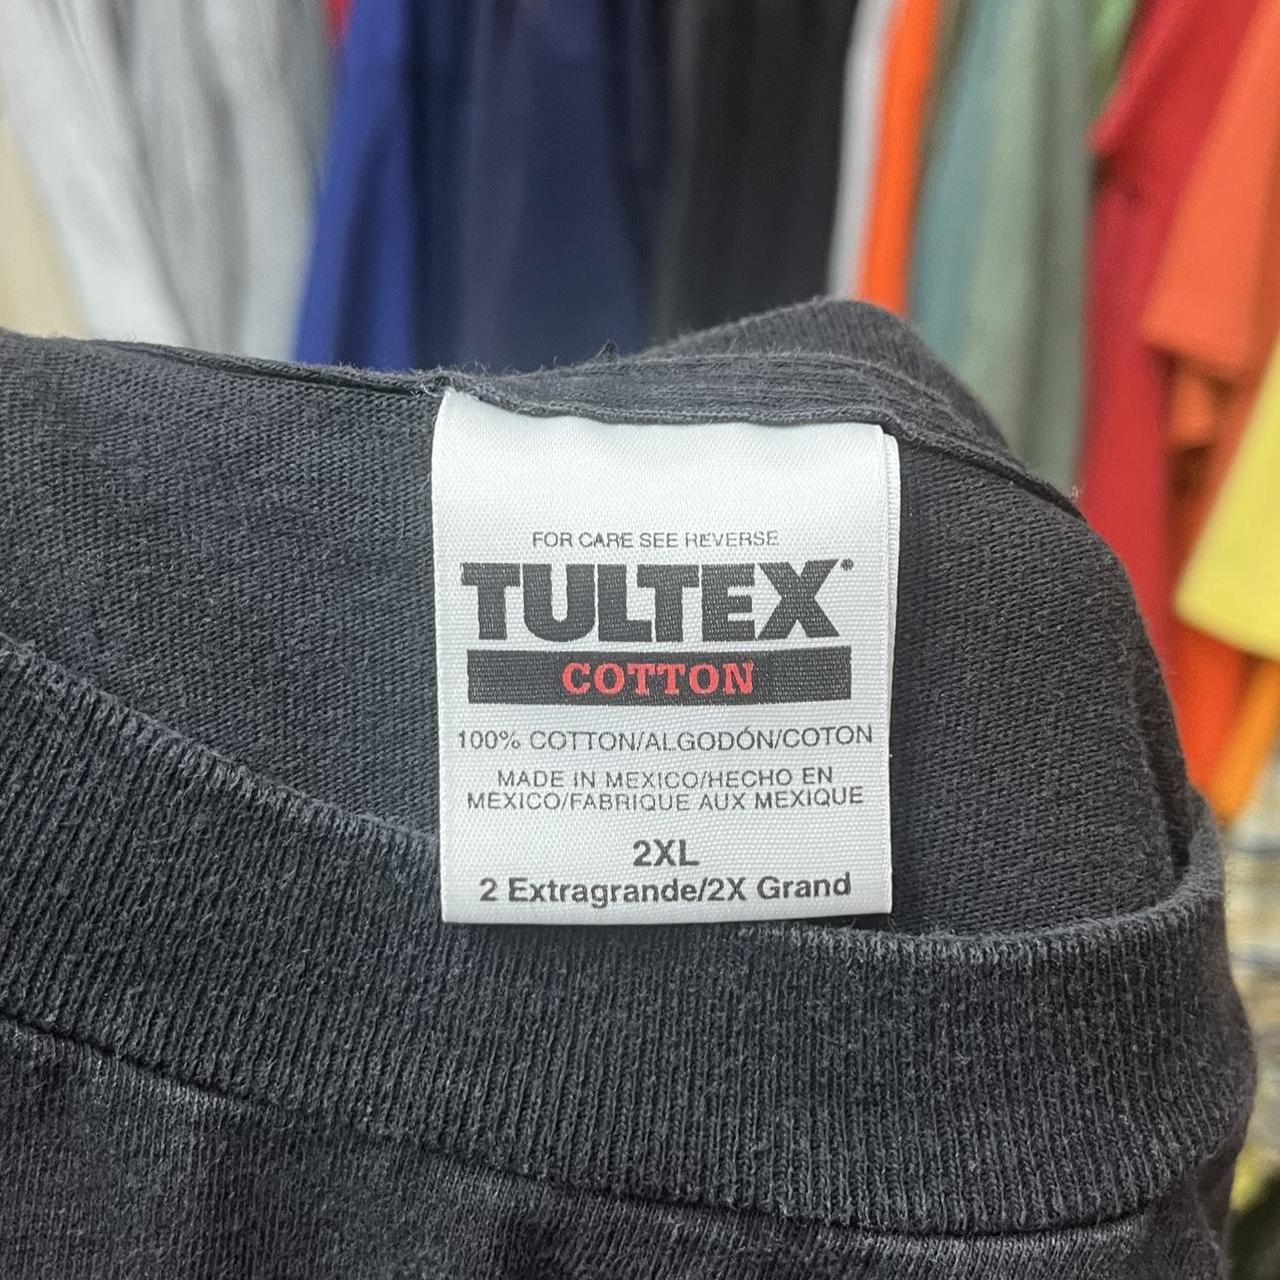 FOR CARE SEE REVERSE
TULTEX®
COTTON
100% COTTON/ALGODÓN/COTON
MADE IN MEXICO/HECHO EN
MEXICO/FABRIQUE AUX MEXIQUE
2XL
2 Extragrande/2X Grand